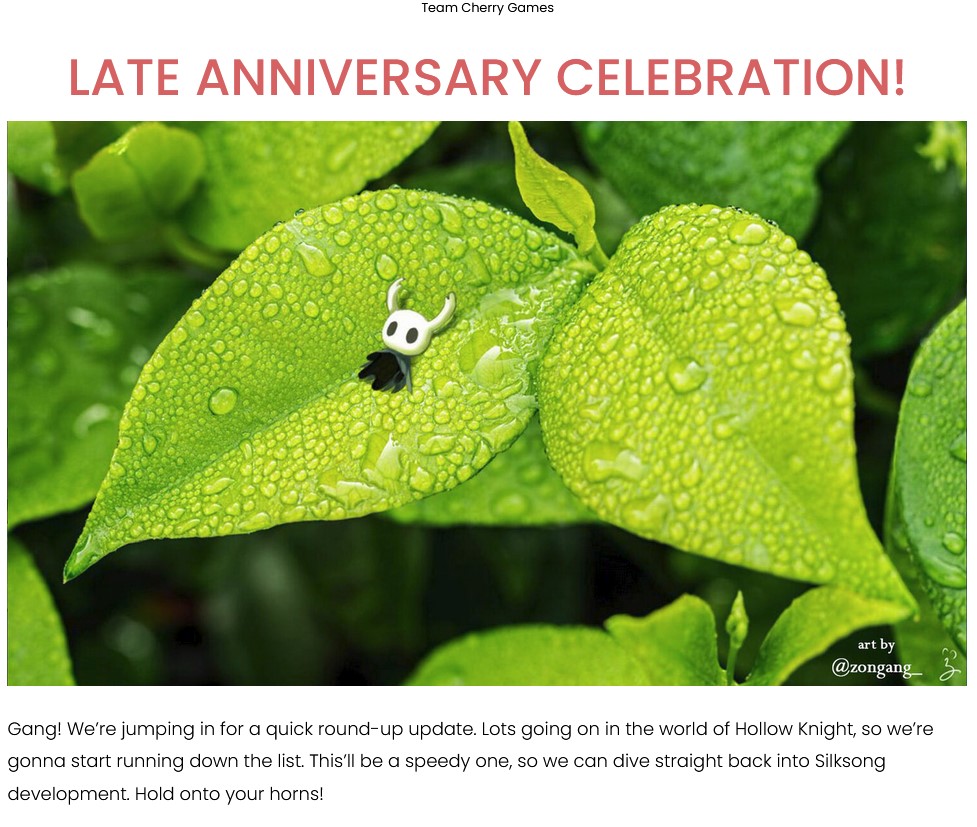 Team Cherry Games
LATE ANNIVERSARY CELEBRATION!
art by
@zongang_
Gang! We’re jumping in for a quick round-up update. Lots going on in the world of Hollow Knight, so we’re
gonna start running down the list. This’ll be a speedy one, so we can dive straight back into Silksong
development. Hold onto your horns!